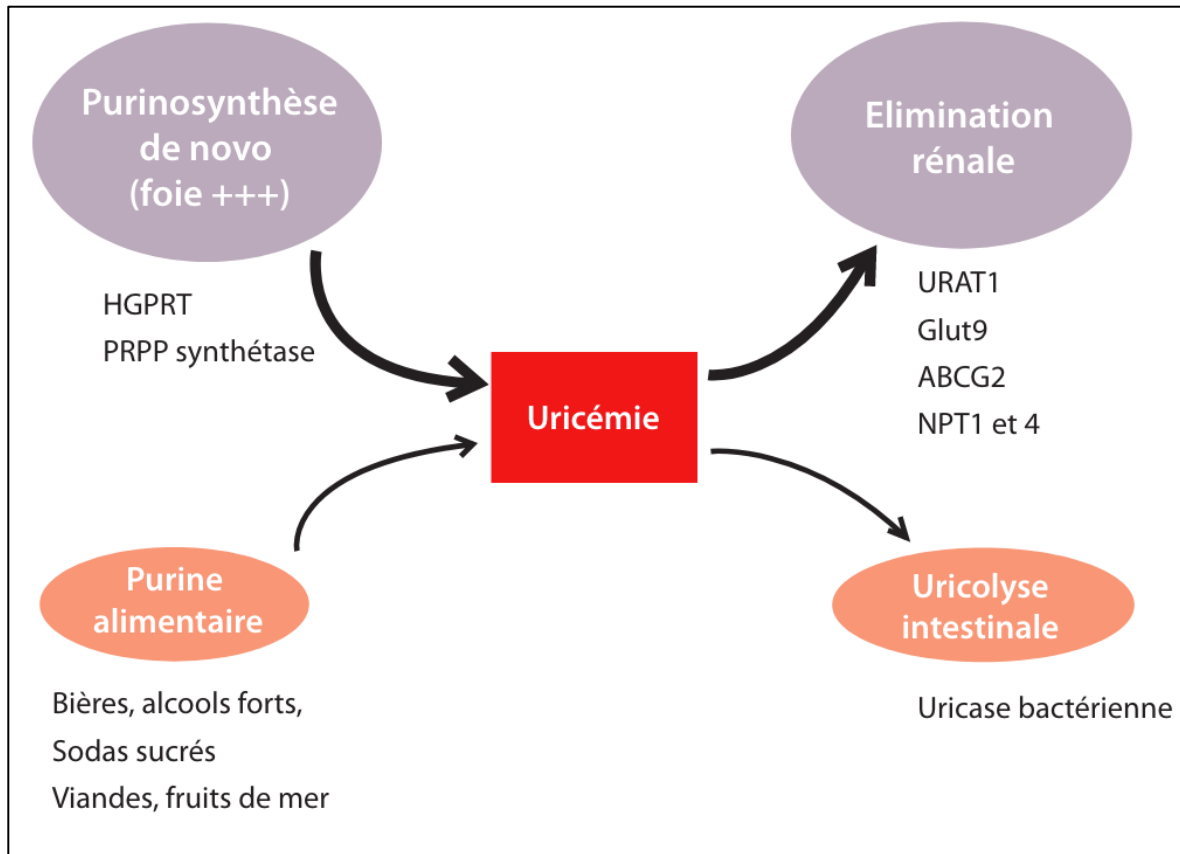 Purinosynthèse
de novo
(foie +++)
HGPRT
PRPP synthétase
Elimination
rénale
URAT1
Glut9
ABCG2
NPT1 et 4
Uricémie
Purine
alimentaire
Bières, alcools forts,
Sodas sucrés
Viandes, fruits de mer
Uricolyse
intestinale
Uricase bactérienne